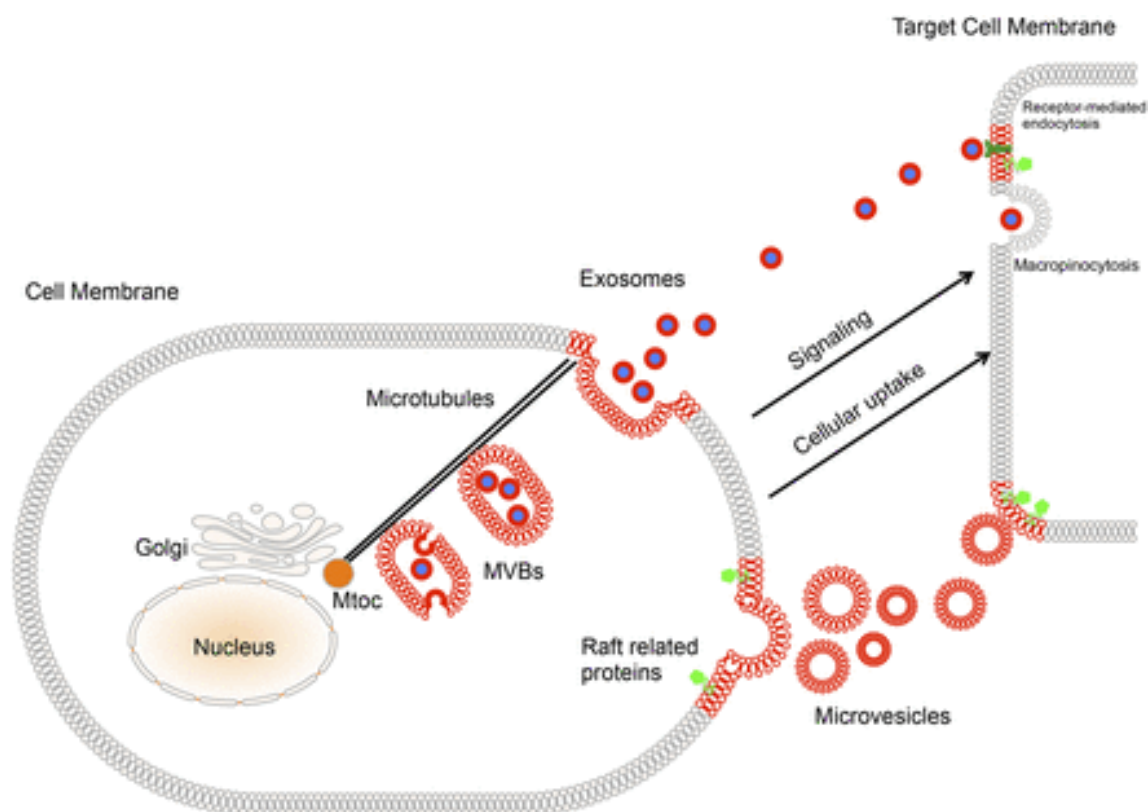 Target Cell Membrane
Receptor-mediated
endocytosis
Macropinocytosis
Exosomes
Cell Membrane
Signaling
Cellular uptake
Microtubules
Golgi
MVBs
Mtoc
Nucleus
Raft related
proteins
Microvesicles